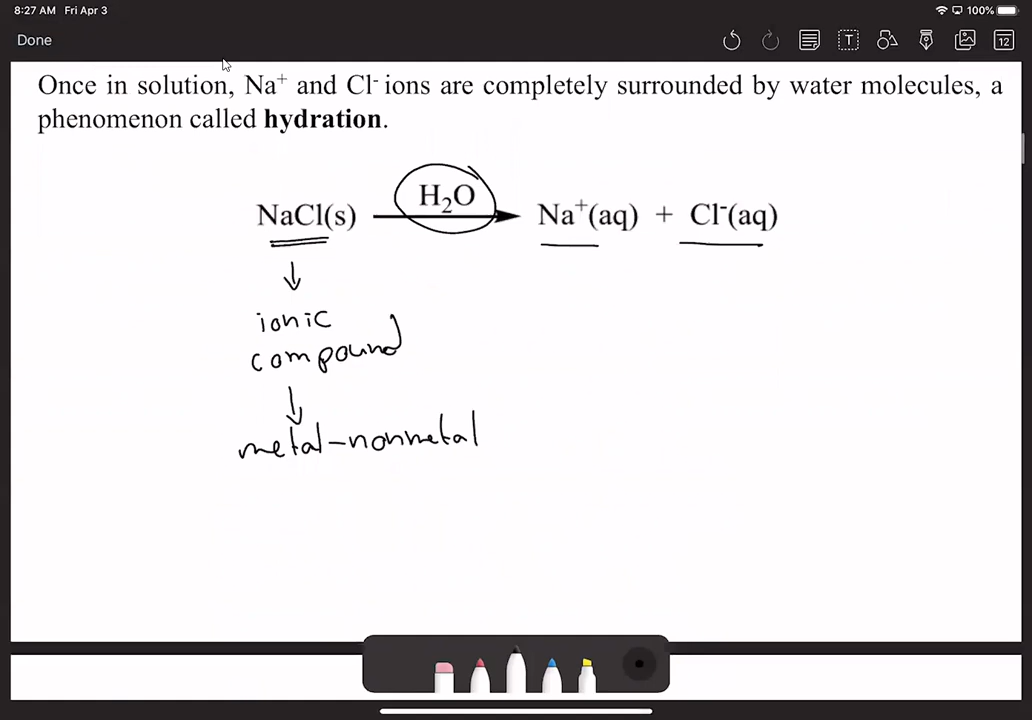 8:27 AM Fri Apr 3 100%
Done
T 12
Once in solution, Na⁺ and Cl⁻ ions are completely surrounded by water molecules, a
phenomenon called hydration.
H₂O
NaCl(s) Na⁺(aq) + Cl⁻(aq)
↓
ionic
compound
↓
metal-nonmetal